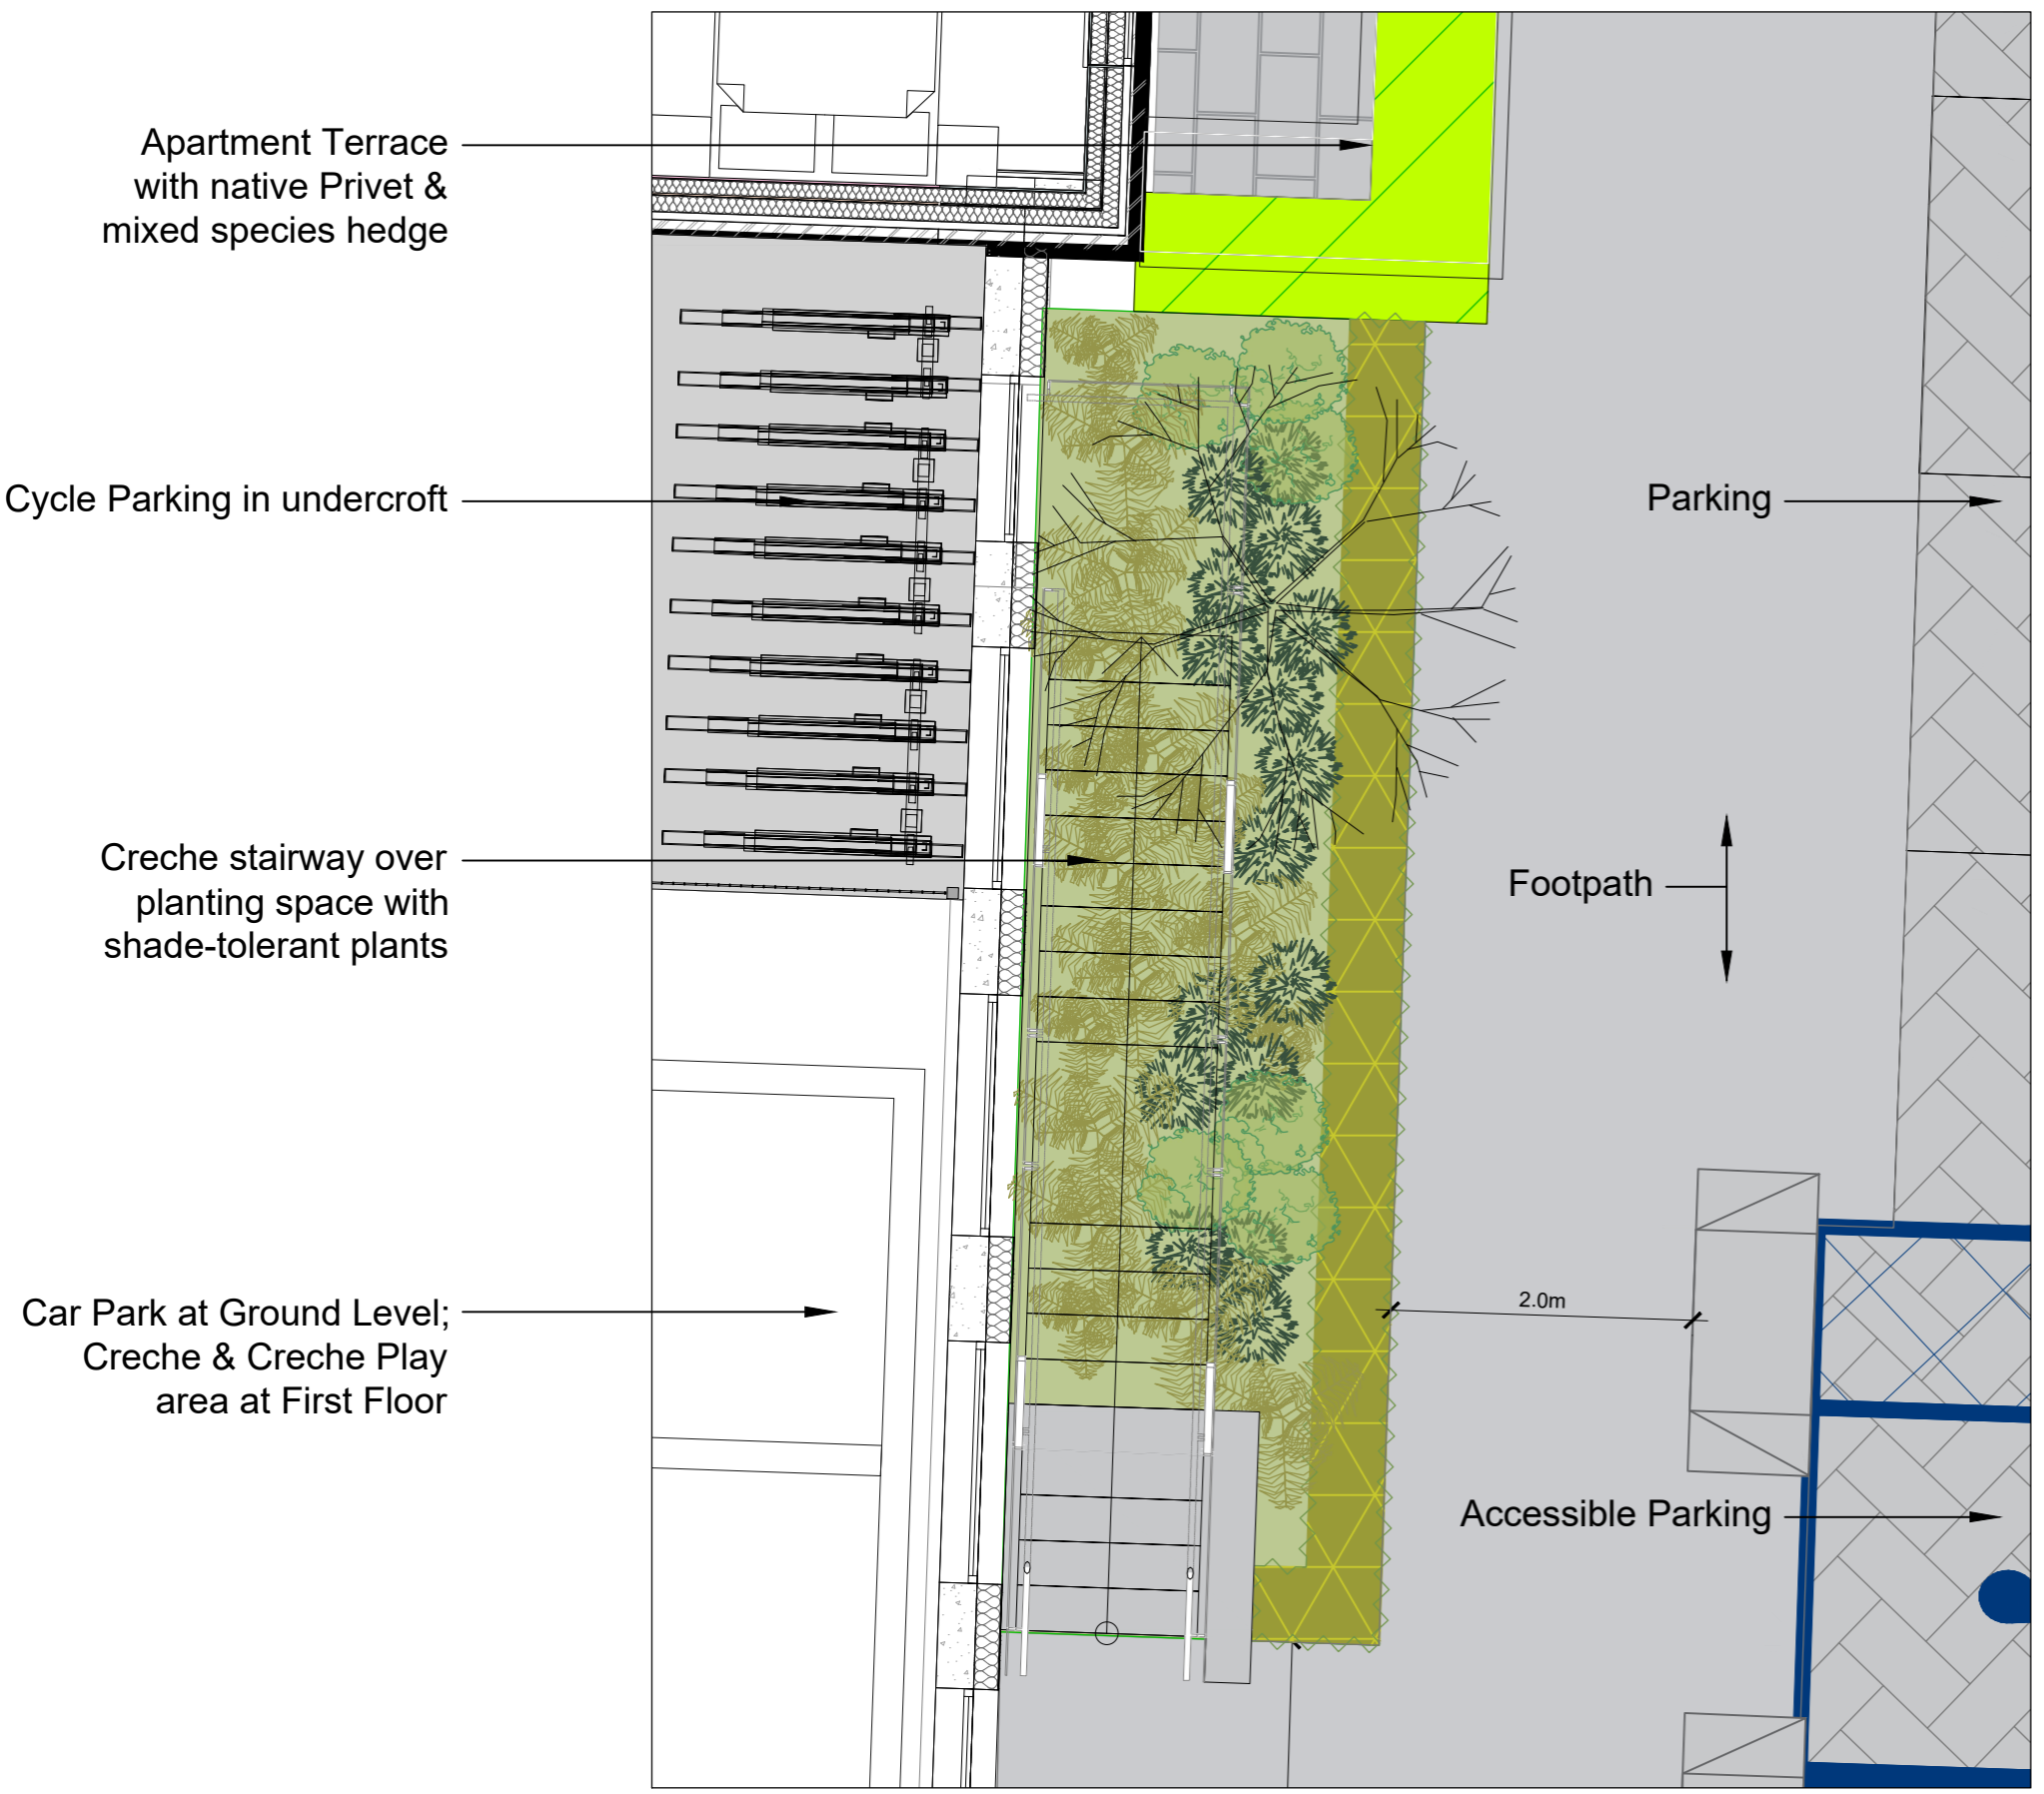 Apartment Terrace
with native Privet &
mixed species hedge
Cycle Parking in undercroft
Parking
Creche stairway over
planting space with
shade-tolerant plants
Footpath
Car Park at Ground Level;
Creche & Creche Play
area at First Floor
2.0m
Accessible Parking